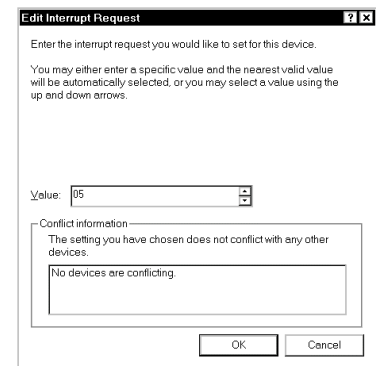 Edit Interrupt Request
Enter the interrupt request you would like to set for this device.
You may either enter a specific value and the nearest valid value
will be automatically selected, or you may select a value using the
up and down arrows.
Value: 05
Conflict information
The setting you have chosen does not conflict with any other
devices.
No devices are conflicting.
OK Cancel